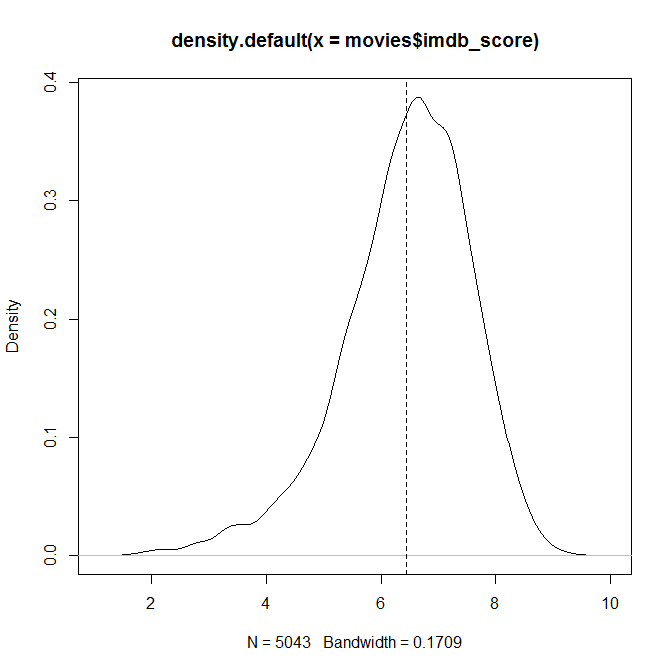 density.default(x = movies$imdb_score)
Density
0.4
0.3
0.2
0.1
0.0
2 4 6 8 10
N = 5043 Bandwidth = 0.1709